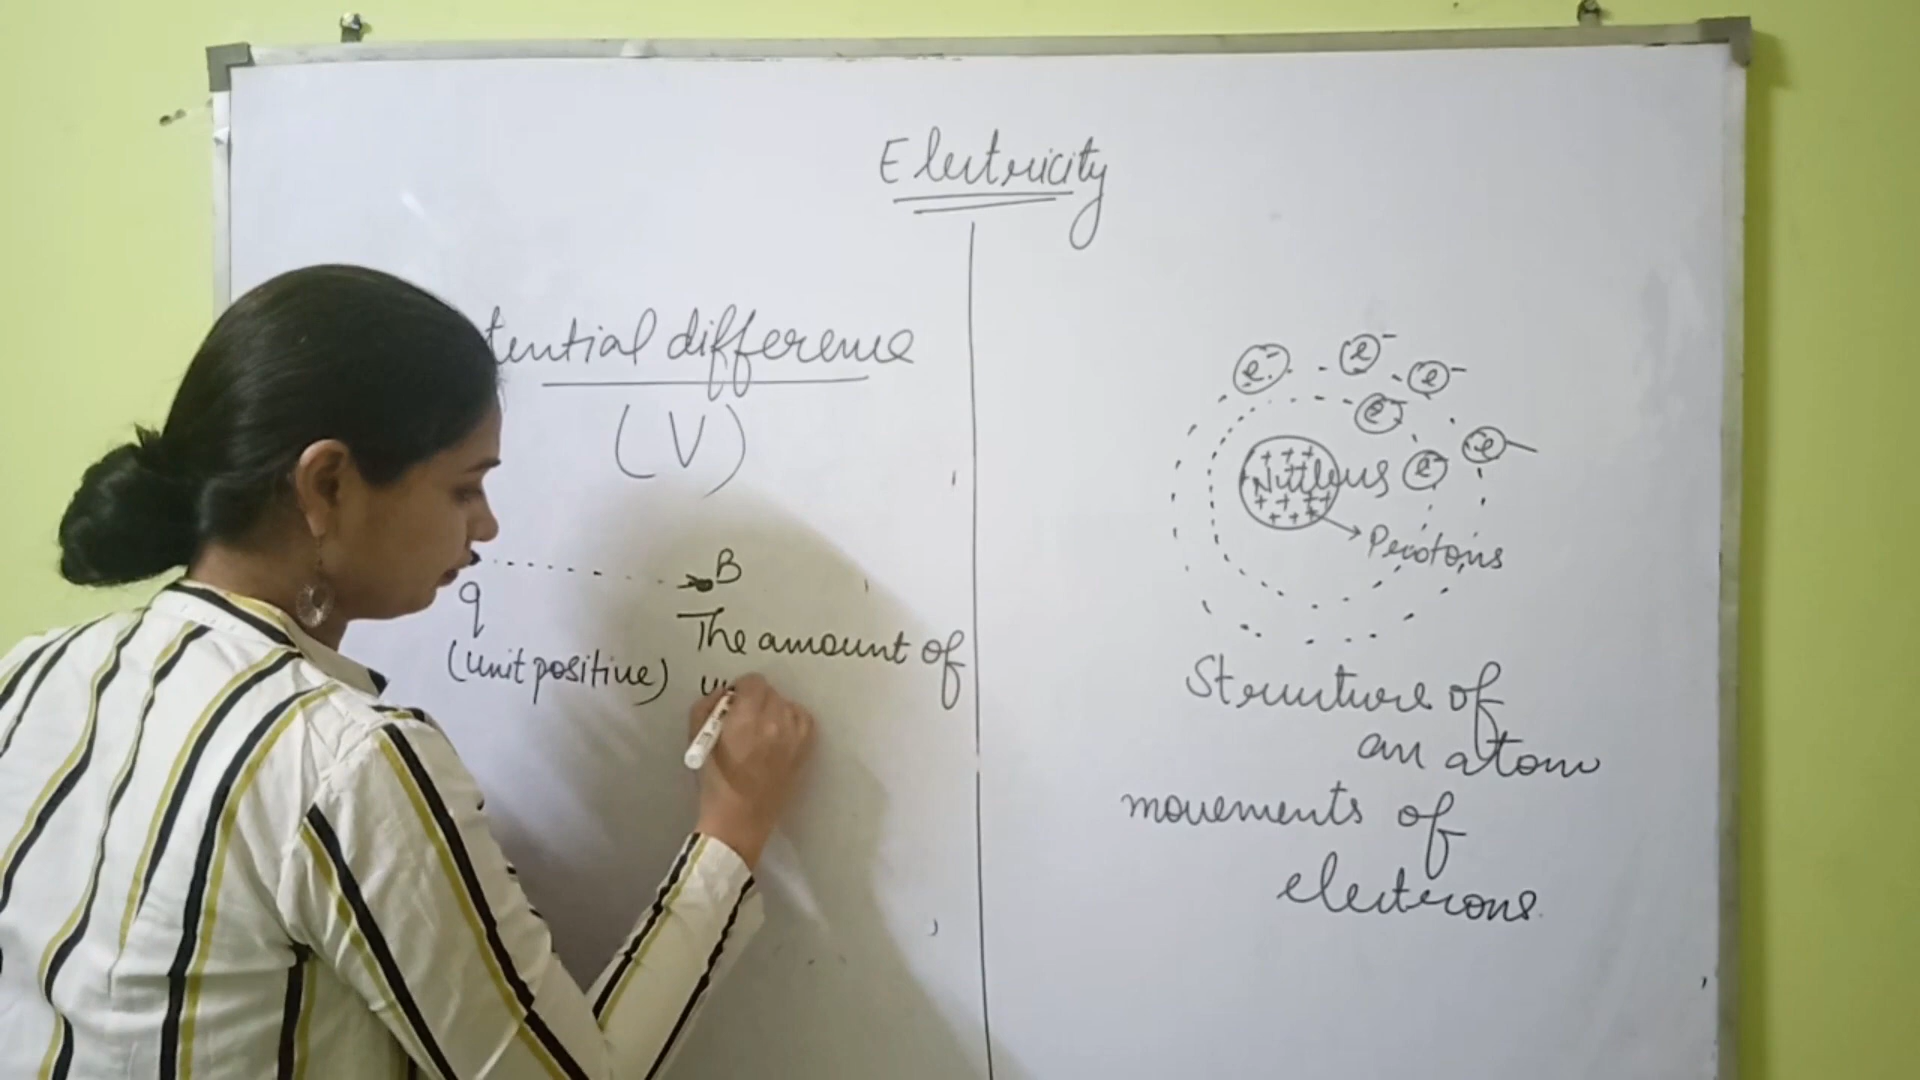 Electricity
tential difference
(V)
B
q
The amount of
(unit positive)
e-
e-
e-
e-
e-
e-
Nucleus
+ + +
+ + + +
+ + +
Protons
Structure of
an atom
movements of
electrons.